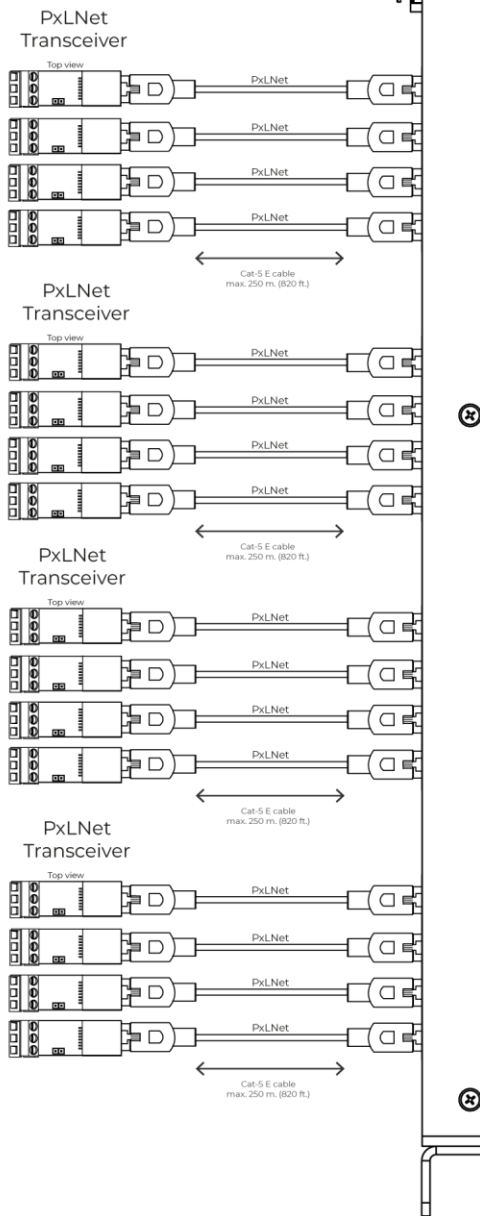 PxLNet
Transceiver
Top view
PxLNet
PxLNet
PxLNet
PxLNet
Cat-5 E cable
max. 250 m. (820 ft.)
PxLNet
Transceiver
Top view
PxLNet
PxLNet
PxLNet
PxLNet
Cat-5 E cable
max. 250 m. (820 ft.)
PxLNet
Transceiver
Top view
PxLNet
PxLNet
PxLNet
PxLNet
Cat-5 E cable
max. 250 m. (820 ft.)
PxLNet
Transceiver
Top view
PxLNet
PxLNet
PxLNet
PxLNet
Cat-5 E cable
max. 250 m. (820 ft.)